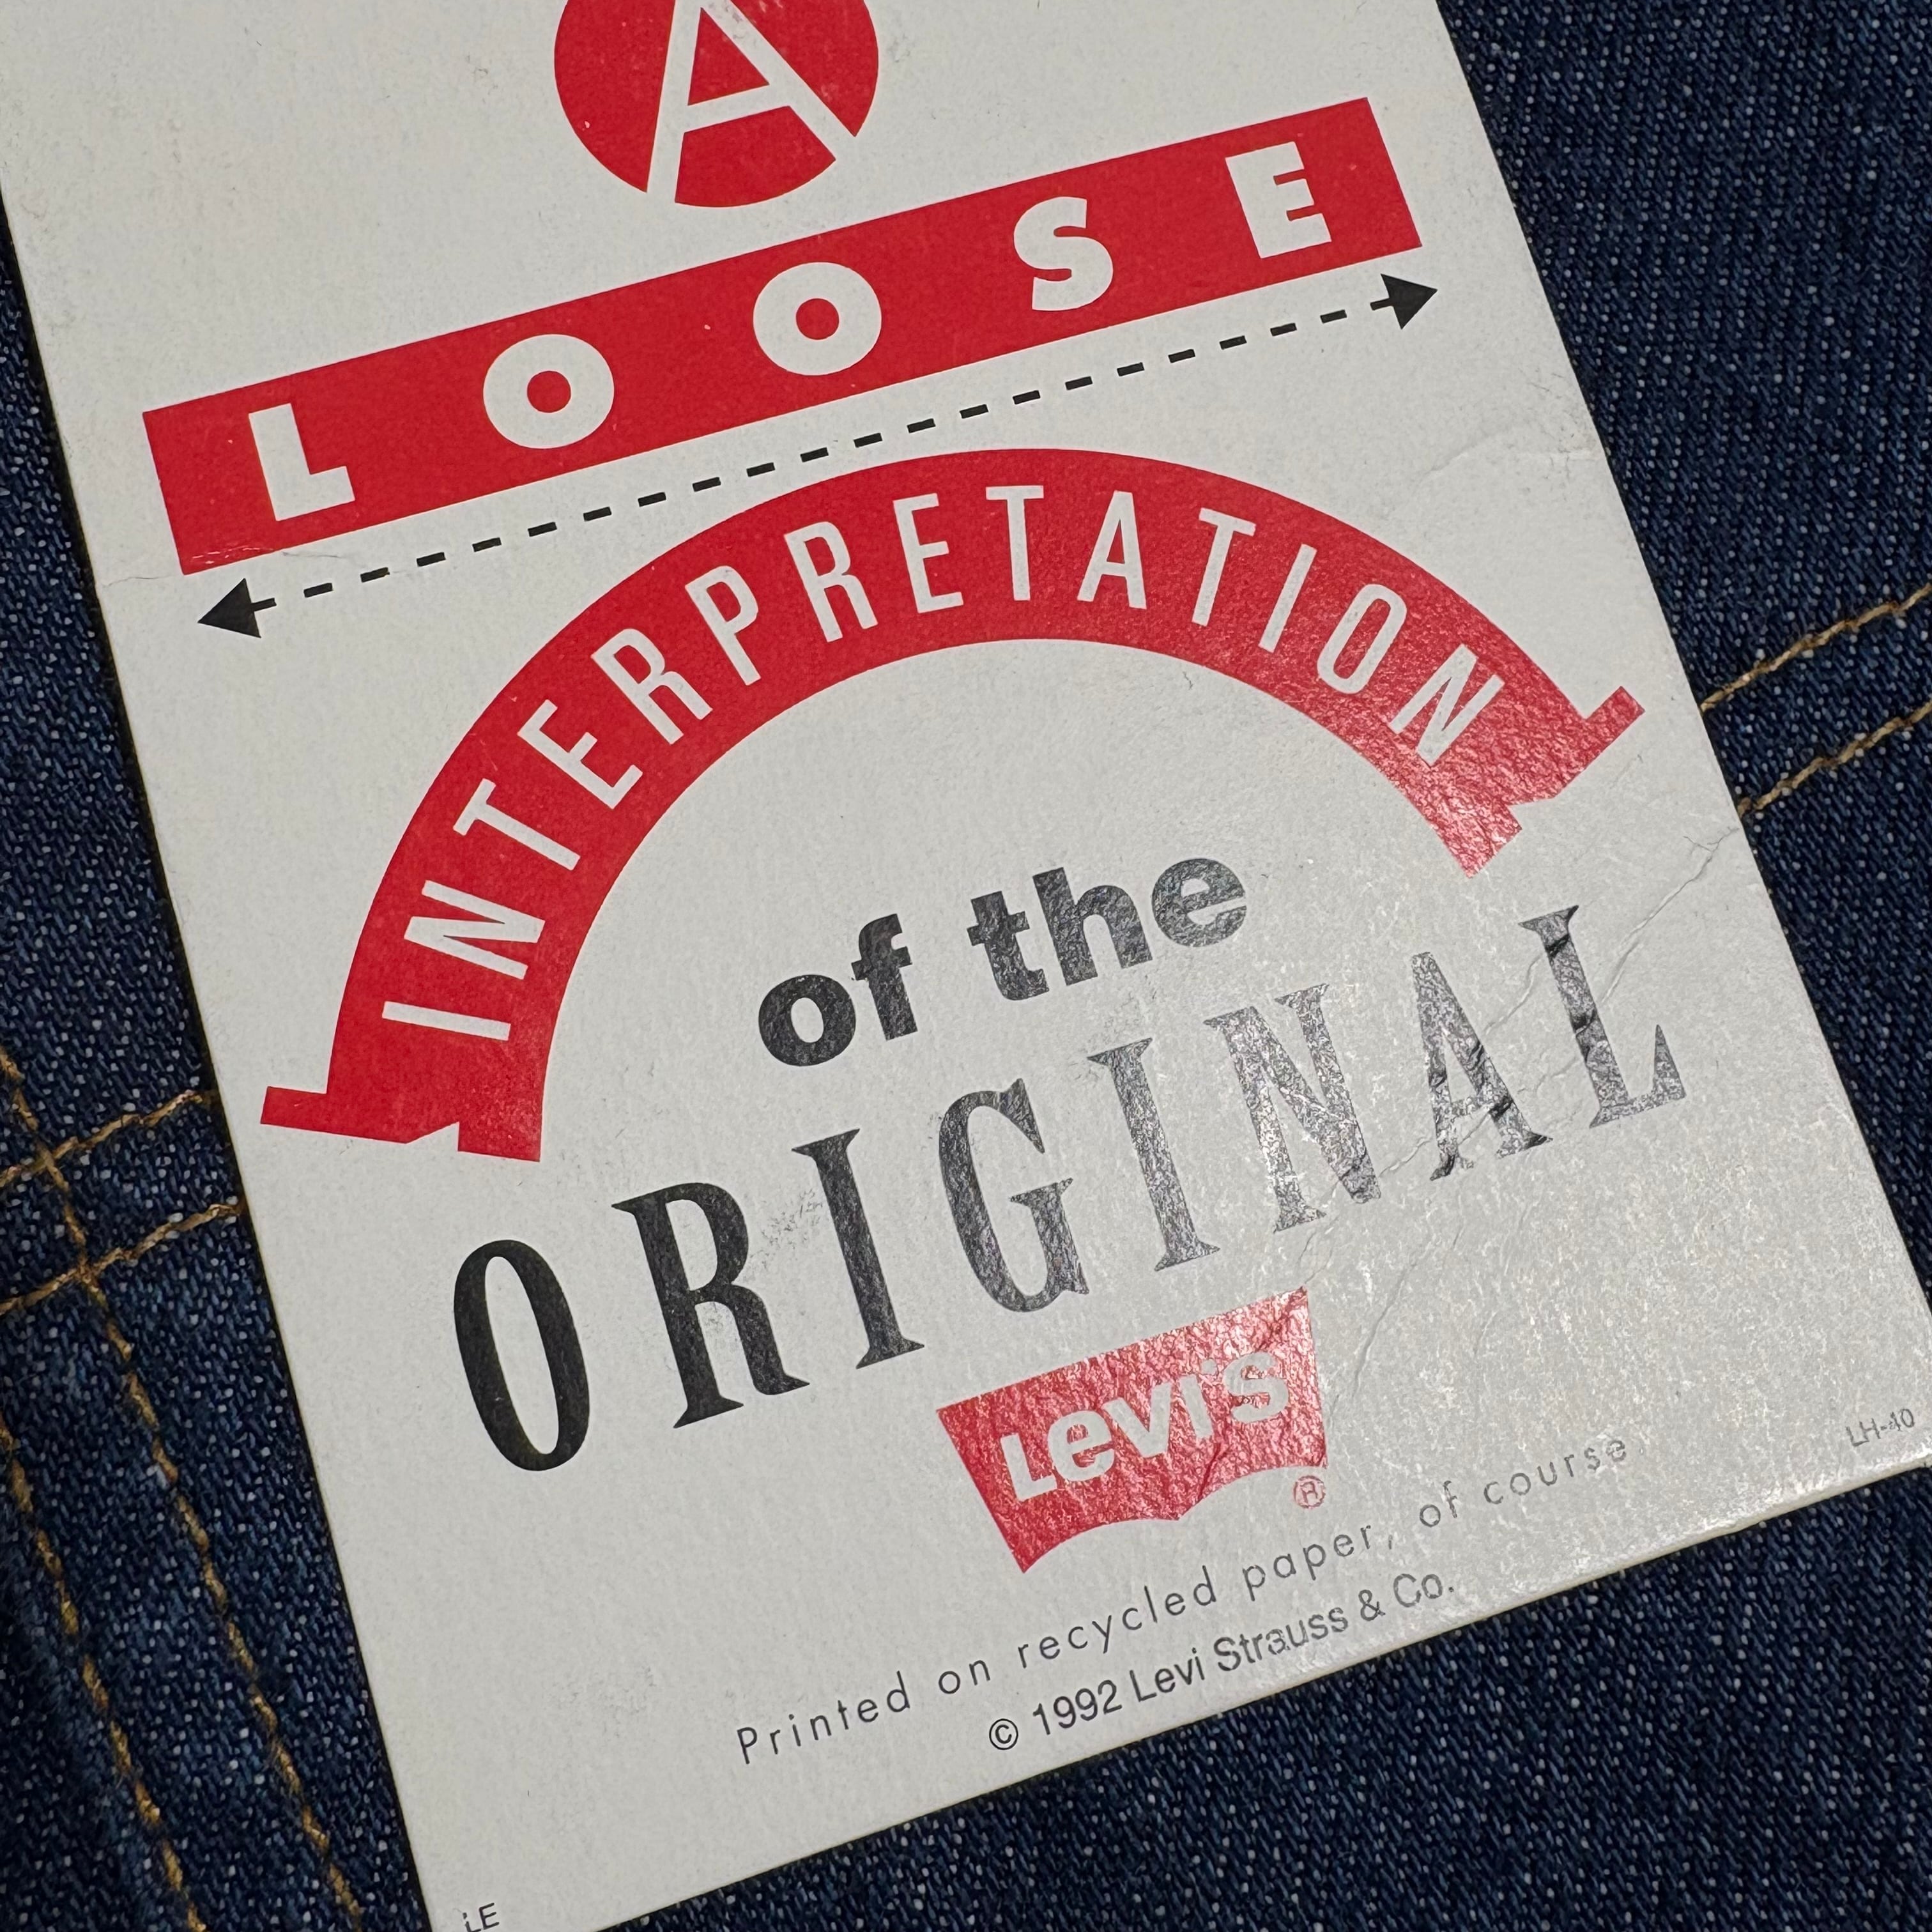 A
LOOSE
INTERPRETATION
of the
ORIGINAL
Levi's
®
LH-40
Printed on recycled paper, of course
© 1992 Levi Strauss & Co.